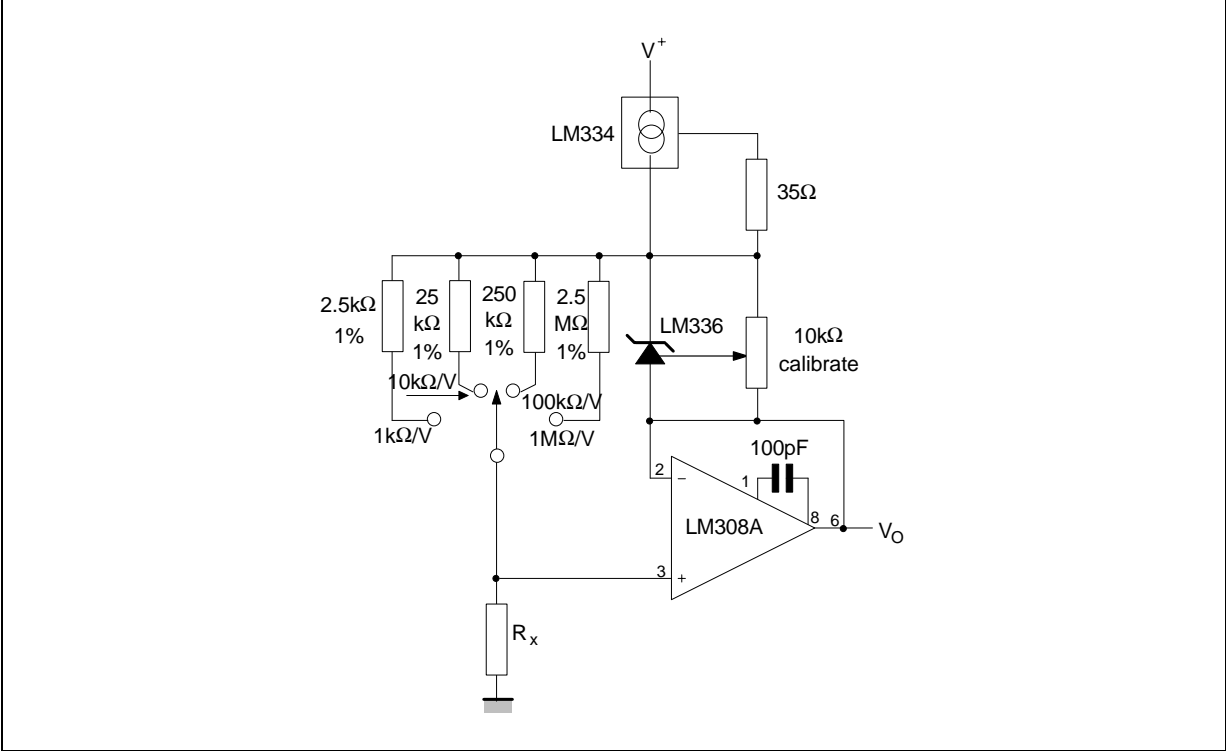 V+
LM334
35Ω
2.5kΩ
1%
25
kΩ
1%
250
kΩ
1%
2.5
MΩ
1%
LM336
10kΩ
calibrate
10kΩ/V
100kΩ/V
1kΩ/V
1MΩ/V
100pF
2
−
1
LM308A
8
6
VO
3
+
Rx